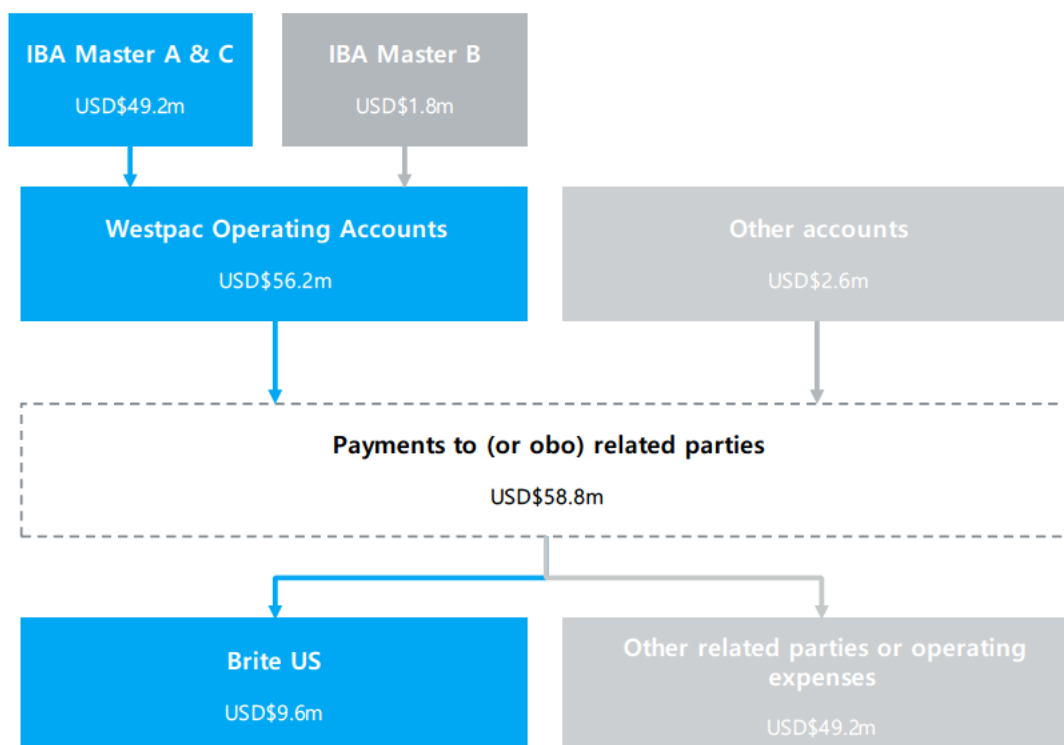 IBA Master A & C
USD$49.2m
IBA Master B
USD$1.8m
Westpac Operating Accounts
USD$56.2m
Other accounts
USD$2.6m
Payments to (or obo) related parties
USD$58.8m
Brite US
USD$9.6m
Other related parties or operating
expenses
USD$49.2m